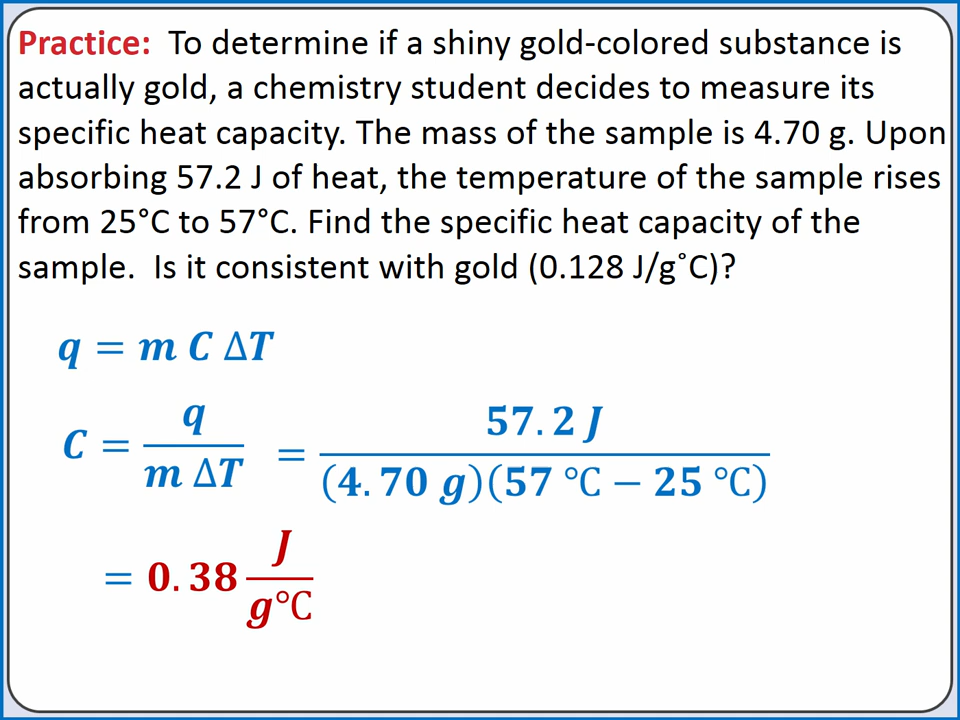 Practice: To determine if a shiny gold-colored substance is
actually gold, a chemistry student decides to measure its
specific heat capacity. The mass of the sample is 4.70 g. Upon
absorbing 57.2 J of heat, the temperature of the sample rises
from 25°C to 57°C. Find the specific heat capacity of the
sample. Is it consistent with gold (0.128 J/g˚C)?
q = m C ΔT
C = q / m ΔT = 57.2 J / (4.70 g)(57 °C − 25 °C)
= 0.38 J / g°C